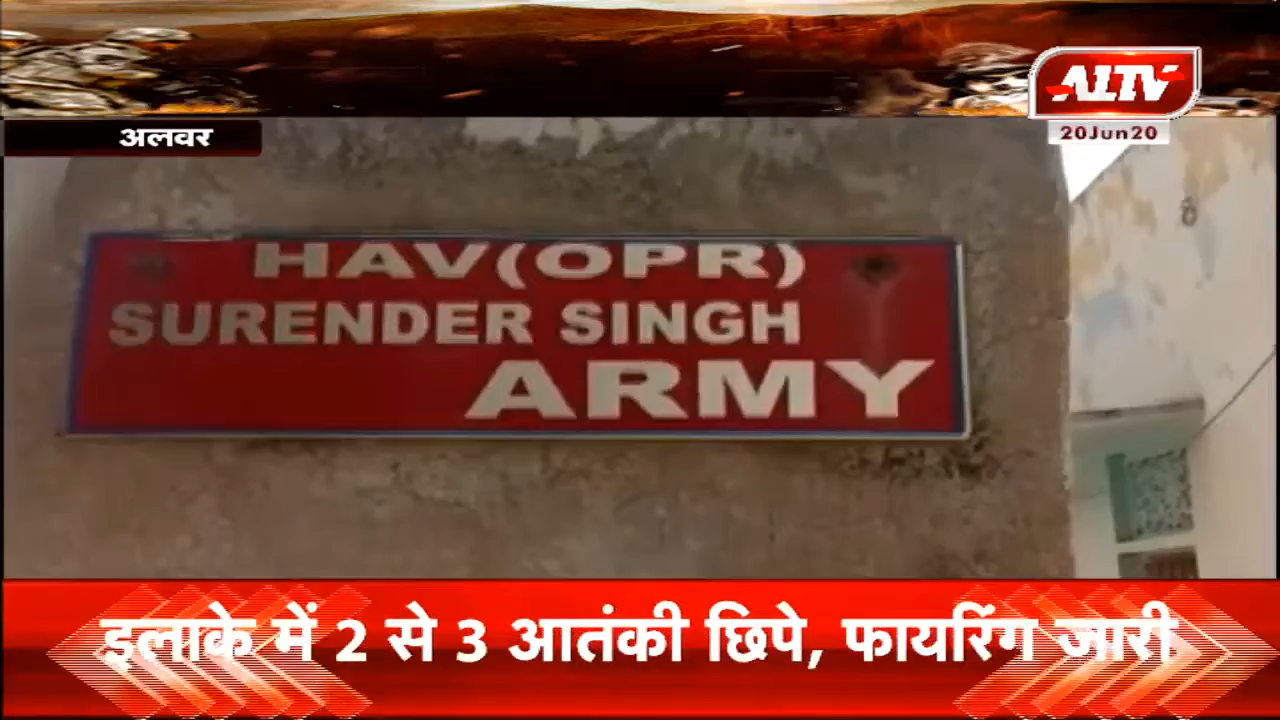 ALTV
20Jun20
अलवर
HAV(OPR)
SURENDER SINGH
ARMY
इलाके में 2 से 3 आतंकी छिपे, फायरिंग जारी